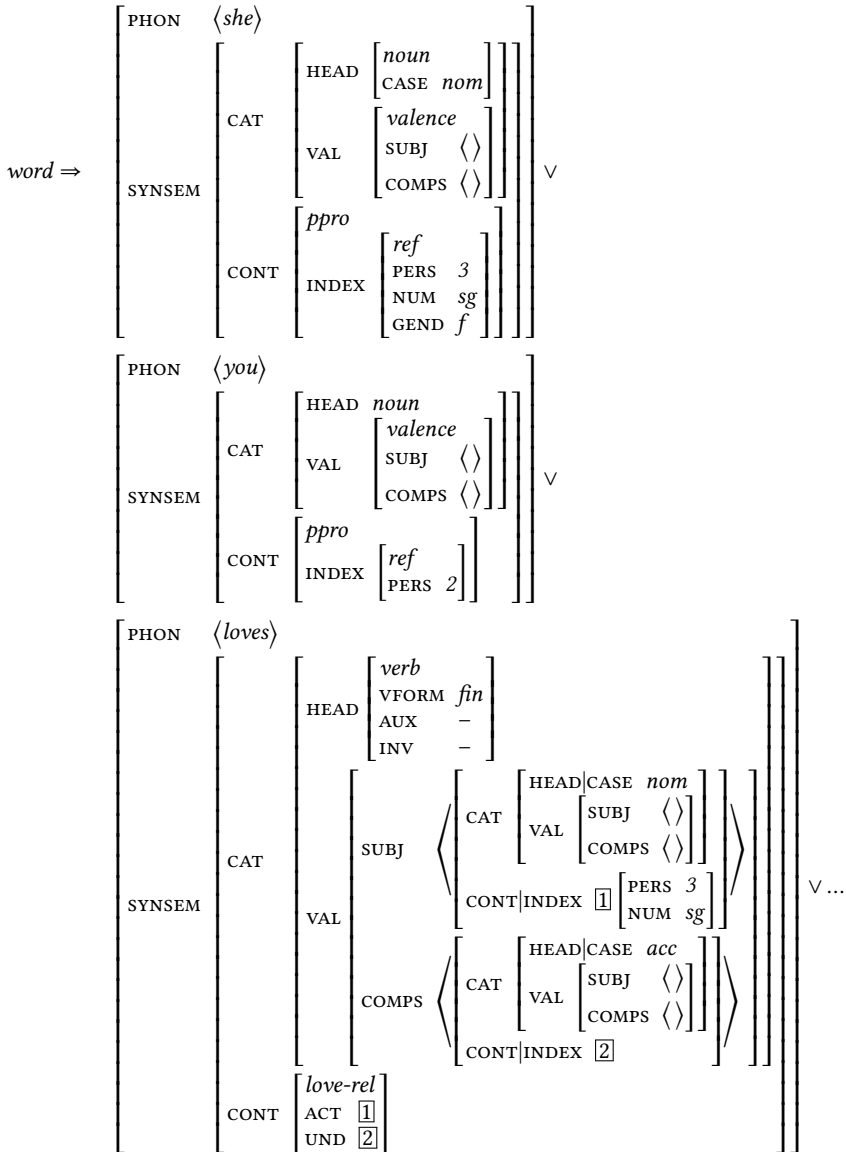 PHON ⟨she⟩
noun
HEAD
CASE nom
CAT
valence
VAL SUBJ ⟨⟩
COMPS ⟨⟩
word ⇒ ∨
SYNSEM
ppro
ref
CONT PERS 3
INDEX
NUM sg
GEND f
PHON ⟨you⟩
HEAD noun
valence
CAT
VAL SUBJ ⟨⟩
COMPS ⟨⟩ ∨
SYNSEM
ppro
CONT ref
INDEX
PERS 2
PHON ⟨loves⟩
verb
VFORM fin
HEAD
AUX –
INV –
HEAD|CASE nom
CAT SUBJ ⟨⟩
VAL
COMPS ⟨⟩
SUBJ
CAT
PERS 3
CONT|INDEX 1
NUM sg
SYNSEM ∨ ...
VAL
HEAD|CASE acc
CAT SUBJ ⟨⟩
VAL
COMPS COMPS ⟨⟩
CONT|INDEX 2
love-rel
CONT ACT 1
UND 2